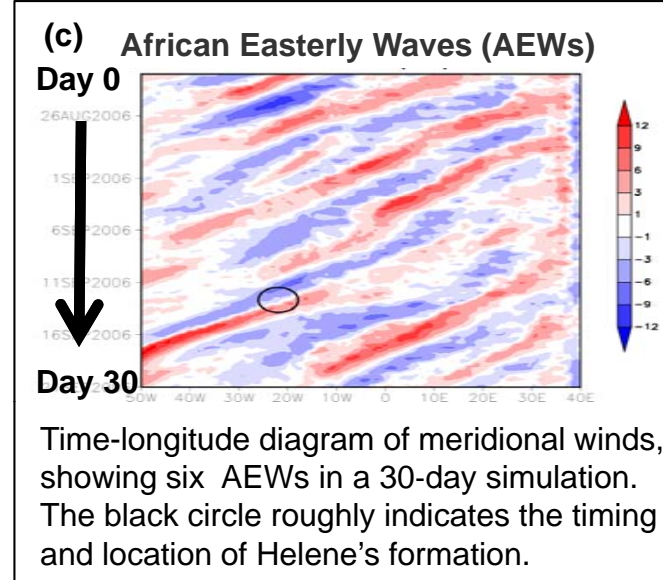 (c) African Easterly Waves (AEWs)
Day 0
26AUG2006
1SEP2006
6SEP2006
11SEP2006
16SEP2006
Day 30
50W 40W 30W 20W 10W 0 10E 20E 30E 40E
12
9
6
3
1
-1
-3
-6
-9
-12
Time-longitude diagram of meridional winds,
showing six AEWs in a 30-day simulation.
The black circle roughly indicates the timing
and location of Helene's formation.